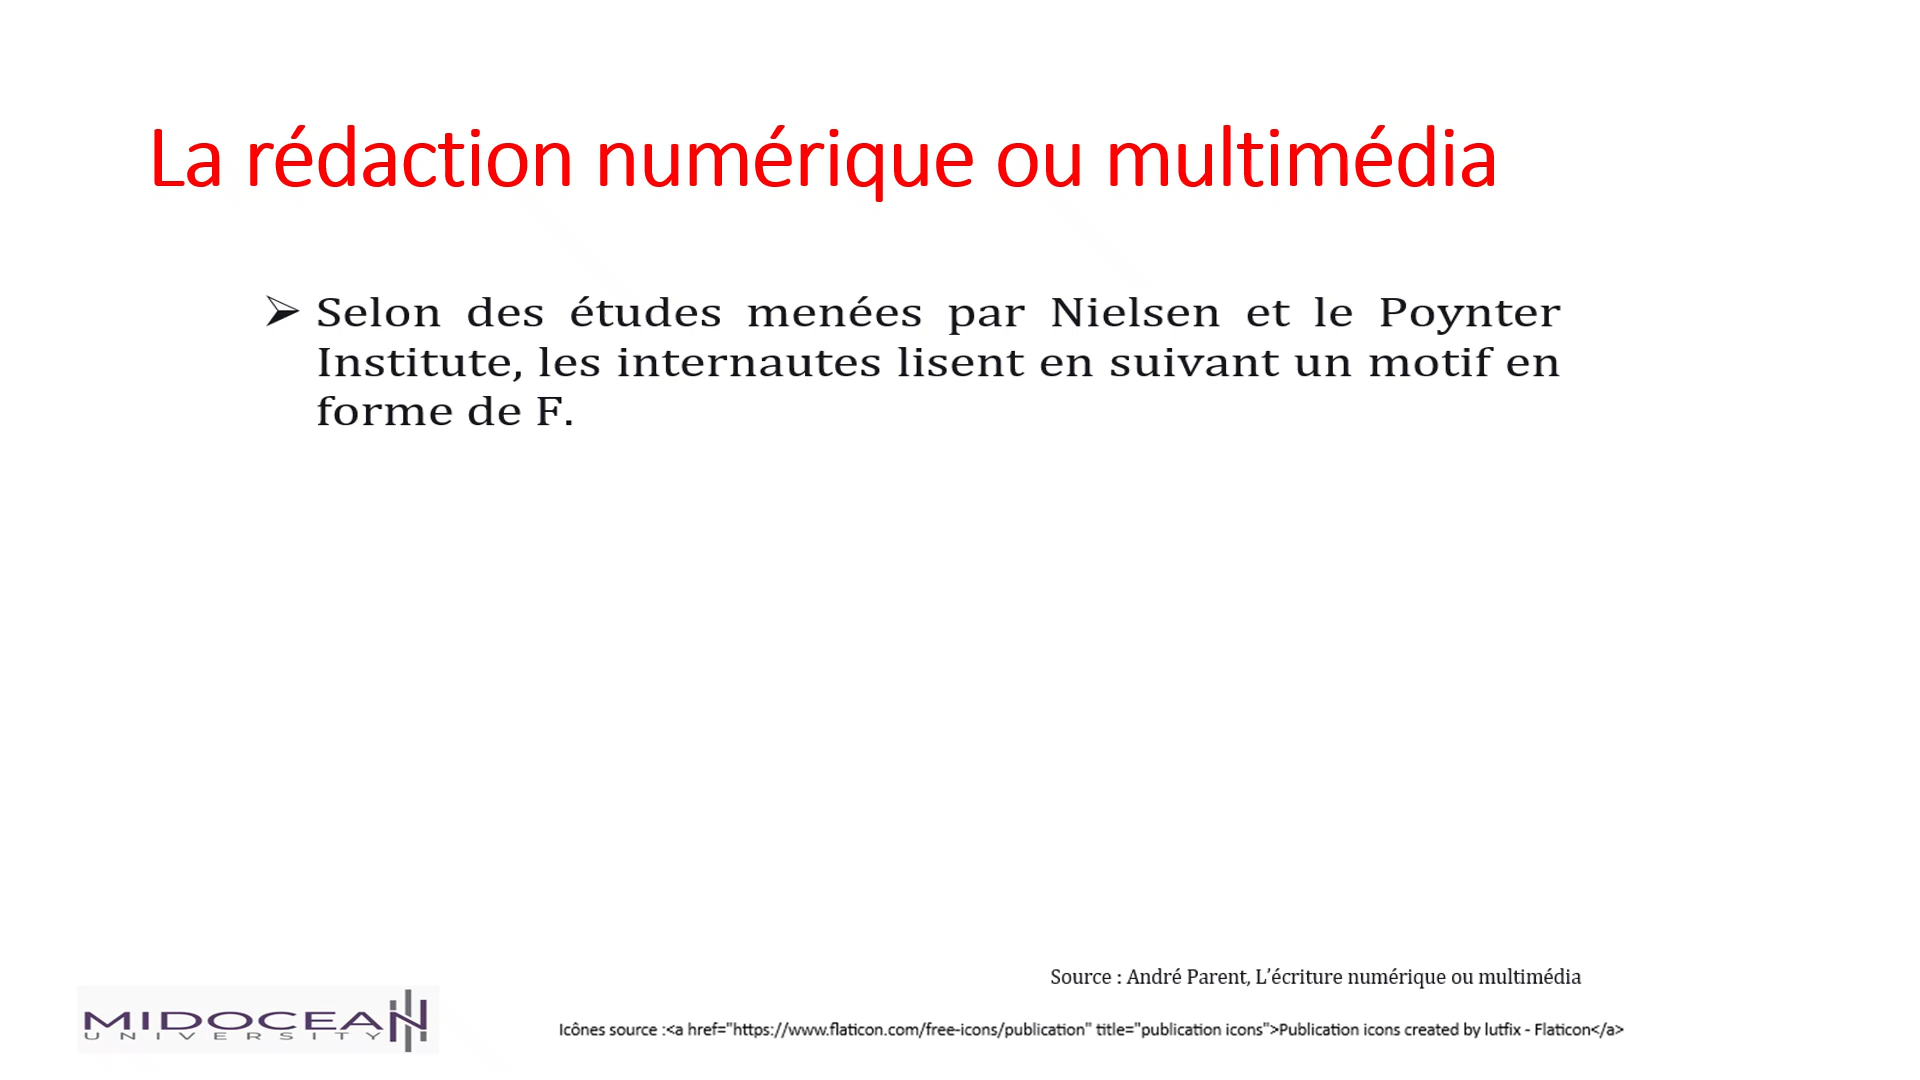 La rédaction numérique ou multimédia
➢ Selon des études menées par Nielsen et le Poynter
Institute, les internautes lisent en suivant un motif en
forme de F.
Source : André Parent, L’écriture numérique ou multimédia
MIDOCEAN
UNIVERSITY
Icônes source :<a href="https://www.flaticon.com/free-icons/publication" title="publication icons">Publication icons created by lutfix - Flaticon</a>